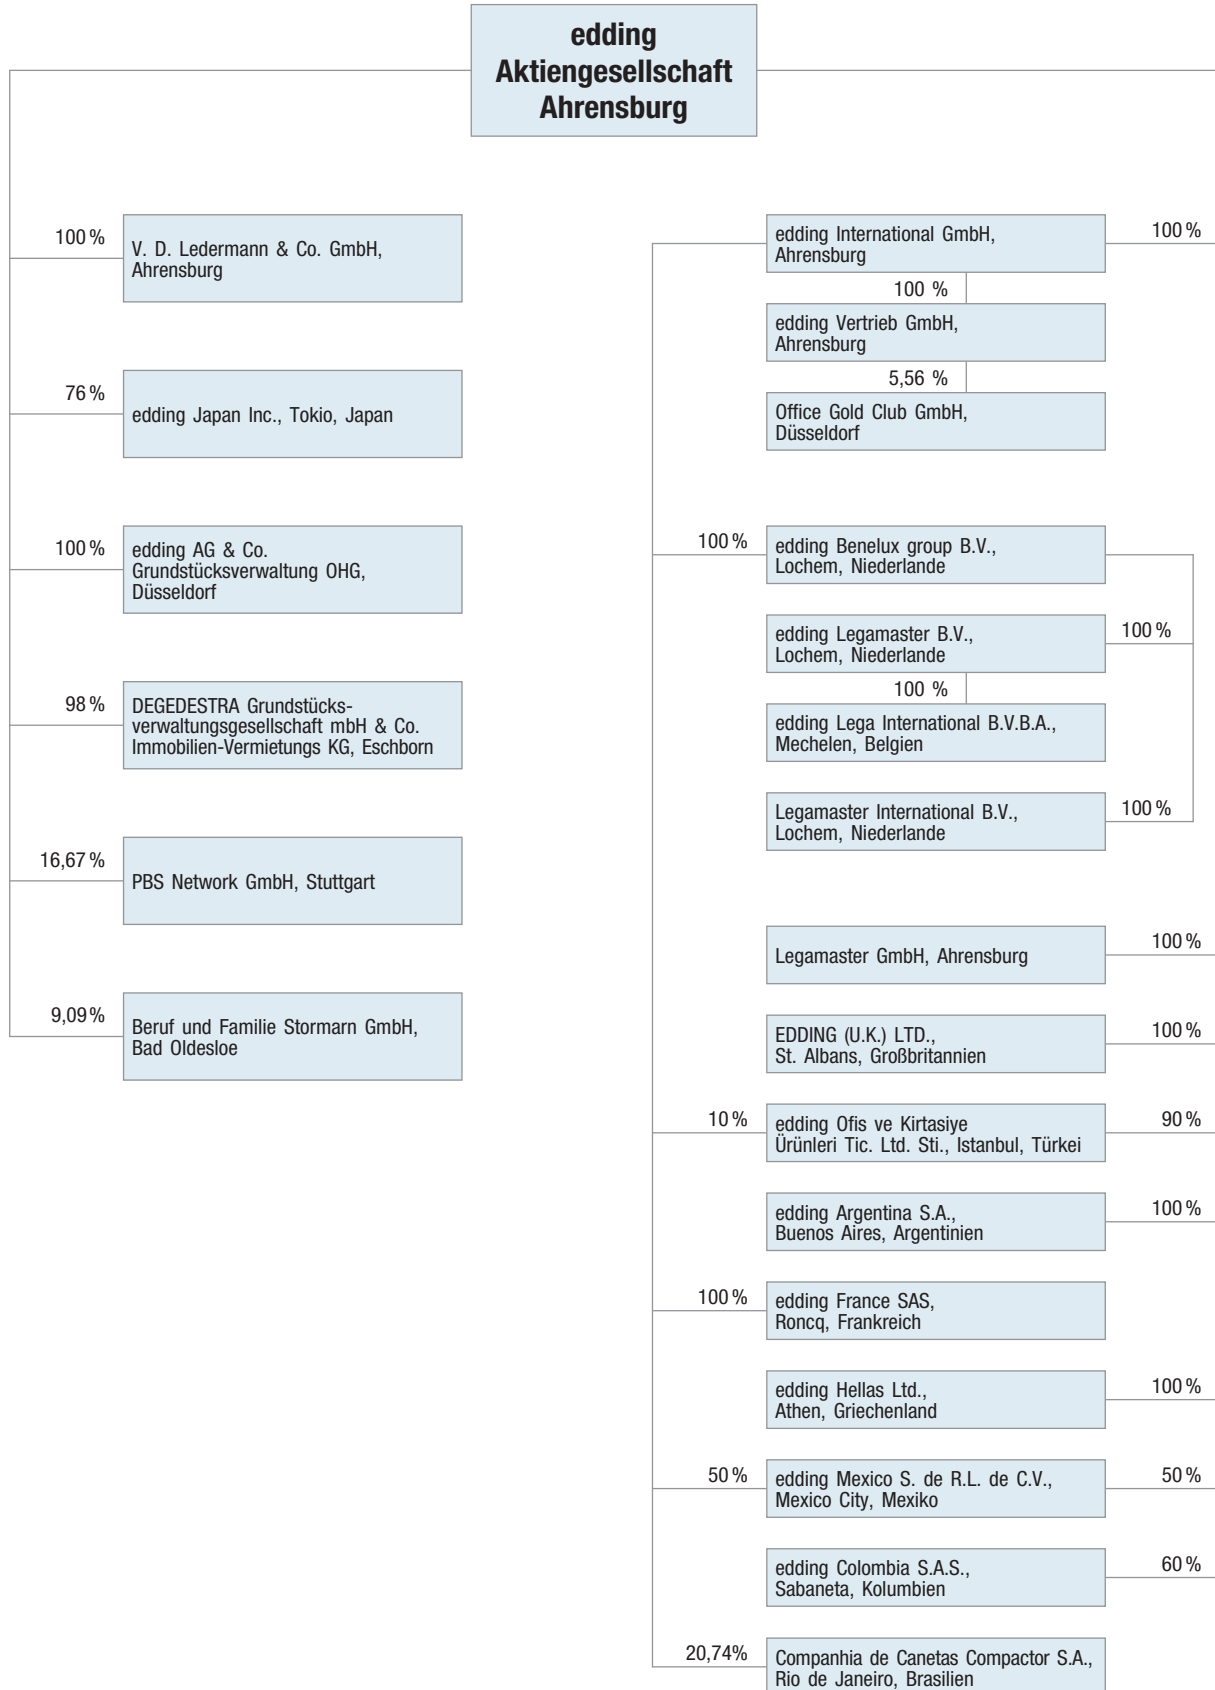 edding
Aktiengesellschaft
Ahrensburg
100 %
V. D. Ledermann & Co. GmbH,
Ahrensburg
76 %
edding Japan Inc., Tokio, Japan
100 %
edding AG & Co.
Grundstücksverwaltung OHG,
Düsseldorf
98 %
DEGEDESTRA Grundstücks-
verwaltungsgesellschaft mbH & Co.
Immobilien-Vermietungs KG, Eschborn
16,67 %
PBS Network GmbH, Stuttgart
9,09 %
Beruf und Familie Stormarn GmbH,
Bad Oldesloe
edding International GmbH,
Ahrensburg
100 %
100 %
edding Vertrieb GmbH,
Ahrensburg
5,56 %
Office Gold Club GmbH,
Düsseldorf
100 %
edding Benelux group B.V.,
Lochem, Niederlande
edding Legamaster B.V.,
Lochem, Niederlande
100 %
100 %
edding Lega International B.V.B.A.,
Mechelen, Belgien
Legamaster International B.V.,
Lochem, Niederlande
100 %
Legamaster GmbH, Ahrensburg
100 %
EDDING (U.K.) LTD.,
St. Albans, Großbritannien
100 %
10 %
edding Ofis ve Kirtasiye
Ürünleri Tic. Ltd. Sti., Istanbul, Türkei
90 %
edding Argentina S.A.,
Buenos Aires, Argentinien
100 %
100 %
edding France SAS,
Roncq, Frankreich
edding Hellas Ltd.,
Athen, Griechenland
100 %
50 %
edding Mexico S. de R.L. de C.V.,
Mexico City, Mexiko
50 %
edding Colombia S.A.S.,
Sabaneta, Kolumbien
60 %
20,74%
Companhia de Canetas Compactor S.A.,
Rio de Janeiro, Brasilien